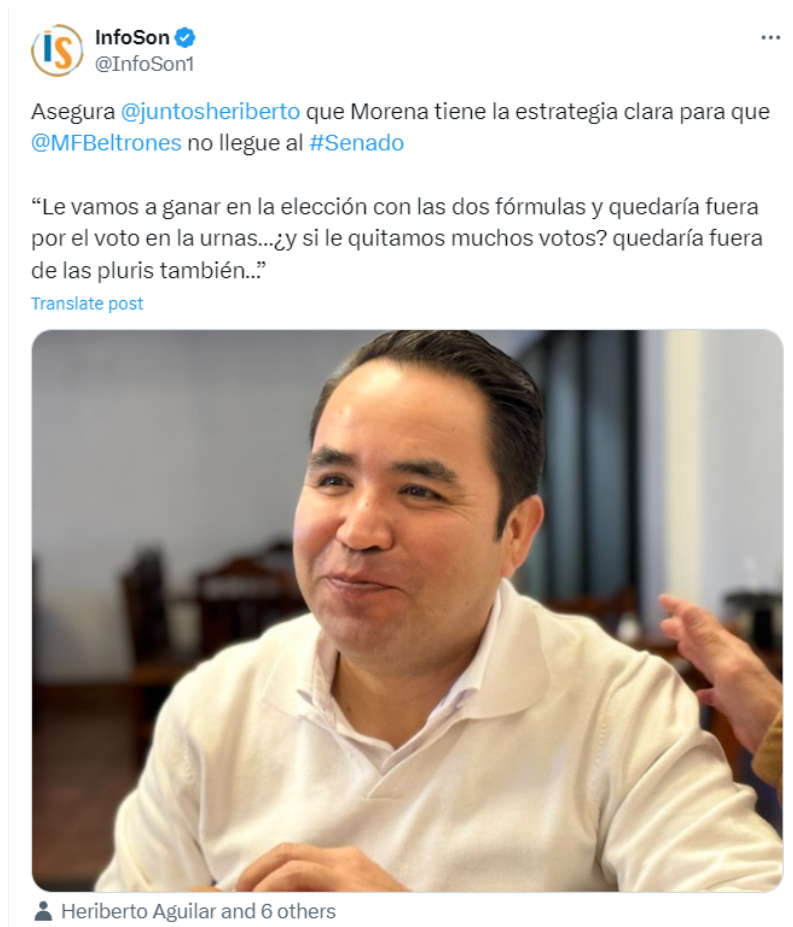 InfoSon
@InfoSon1
IS
Asegura @juntosheriberto que Morena tiene la estrategia clara para que
@MFBeltrones no llegue al #Senado
“Le vamos a ganar en la elección con las dos fórmulas y quedaría fuera
por el voto en la urnas...¿y si le quitamos muchos votos? quedaría fuera
de las pluris también...”
Translate post
Heriberto Aguilar and 6 others